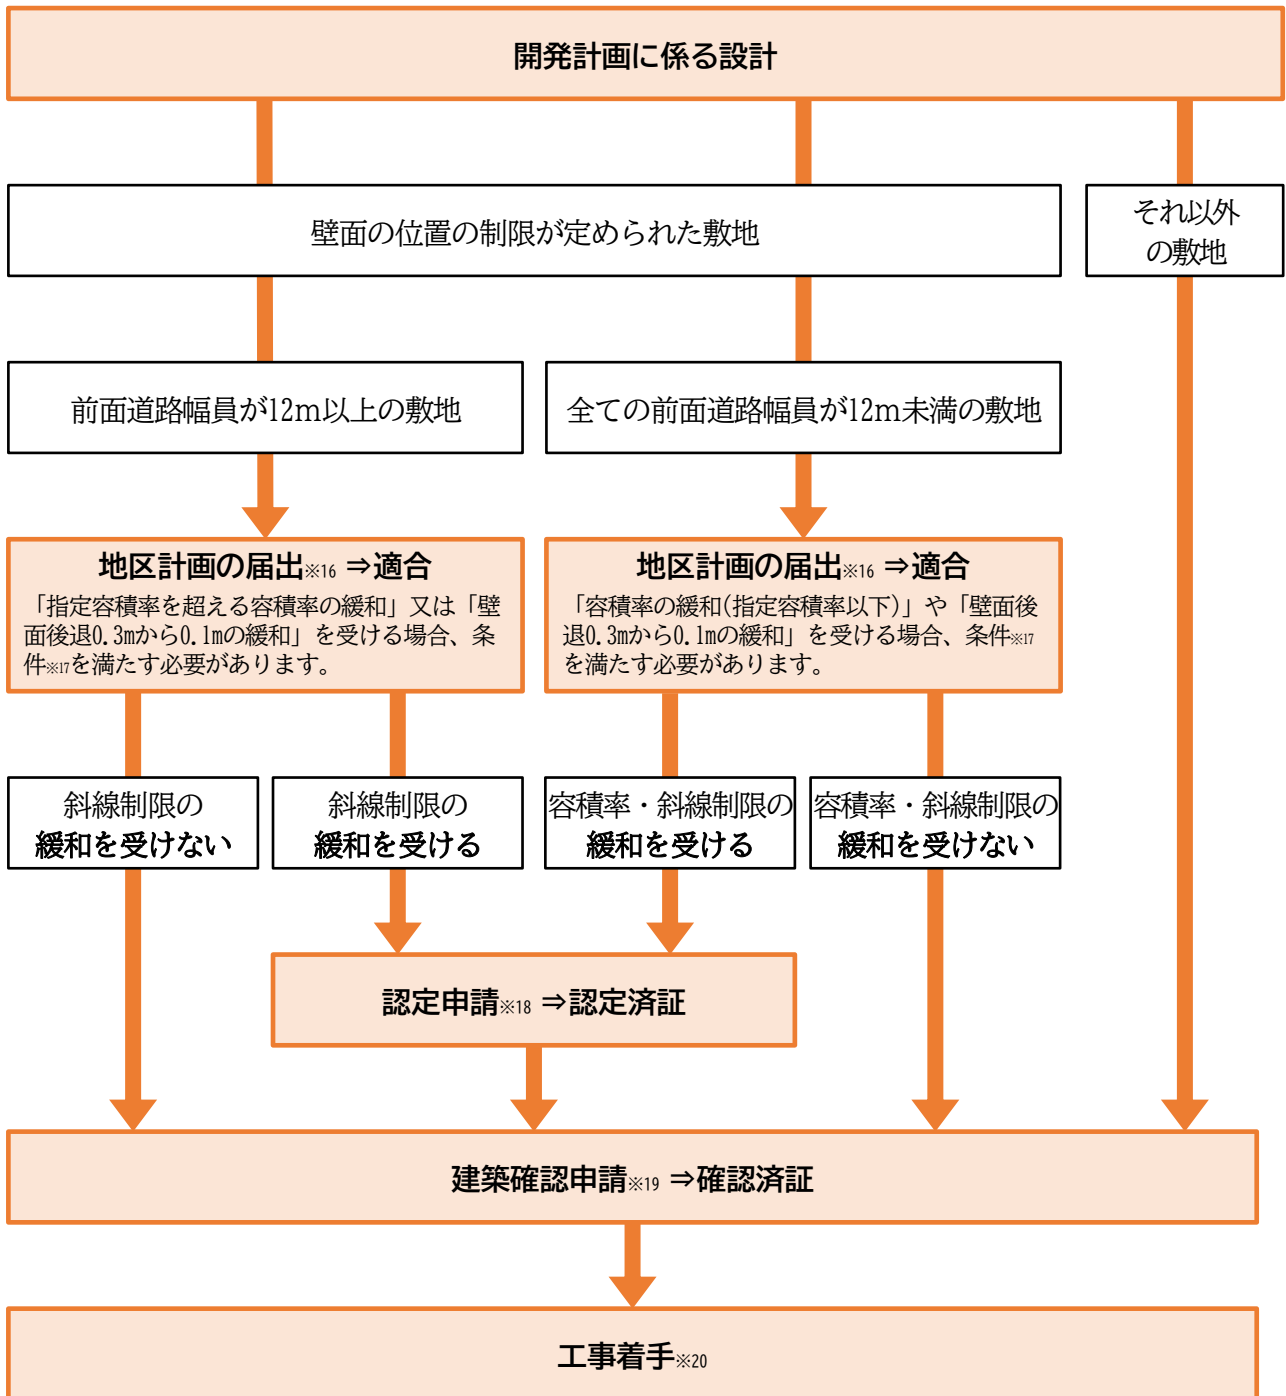 開発計画に係る設計
壁面の位置の制限が定められた敷地
それ以外
の敷地
前面道路幅員が12m以上の敷地
全ての前面道路幅員が12m未満の敷地
地区計画の届出※16 ⇒適合
「指定容積率を超える容積率の緩和」又は「壁
面後退0.3mから0.1mの緩和」を受ける場合、条
件※17を満たす必要があります。
地区計画の届出※16 ⇒適合
「容積率の緩和(指定容積率以下)」や「壁面後
退0.3mから0.1mの緩和」を受ける場合、条件※17
を満たす必要があります。
斜線制限の
緩和を受けない
斜線制限の
緩和を受ける
容積率・斜線制限の
緩和を受ける
容積率・斜線制限の
緩和を受けない
認定申請※18 ⇒認定済証
建築確認申請※19 ⇒確認済証
工事着手※20